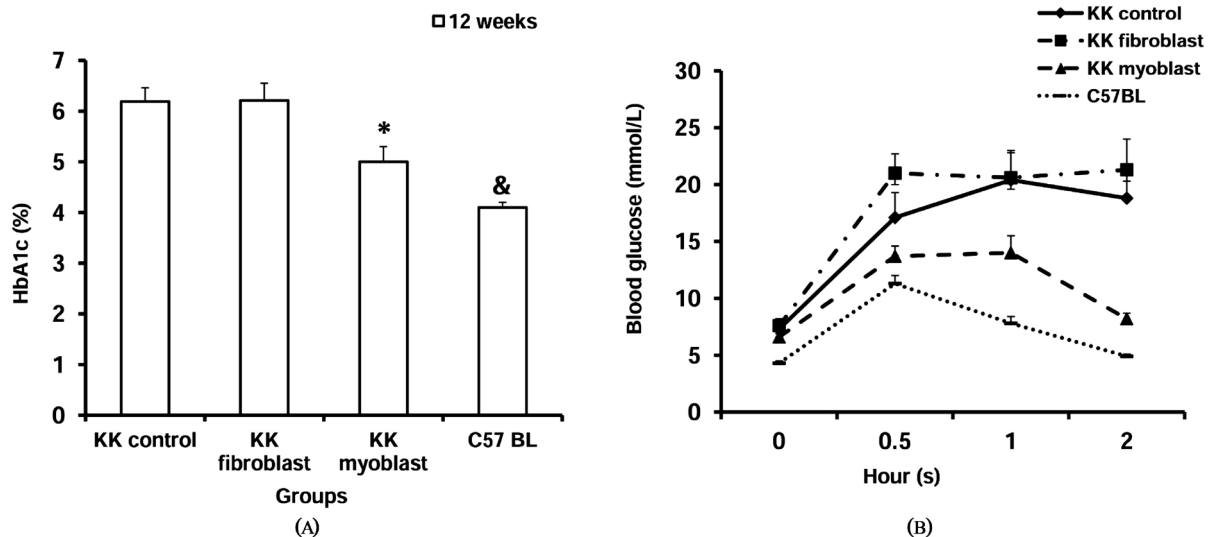 12 weeks
7
6
5
4
3
2
1
0
HbA1c (%)
*
&
KK control
KK fibroblast
KK myoblast
C57 BL
Groups
(A)
KK control
KK fibroblast
KK myoblast
C57BL
30
25
20
15
10
5
0
Blood glucose (mmol/L)
0 0.5 1 2
Hour (s)
(B)